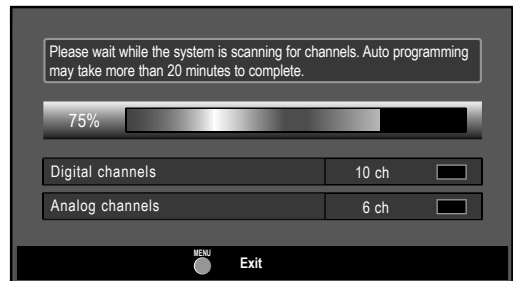 Please wait while the system is scanning for channels. Auto programming
may take more than 20 minutes to complete.
75%
Digital channels 10 ch
Analog channels 6 ch
MENU
Exit